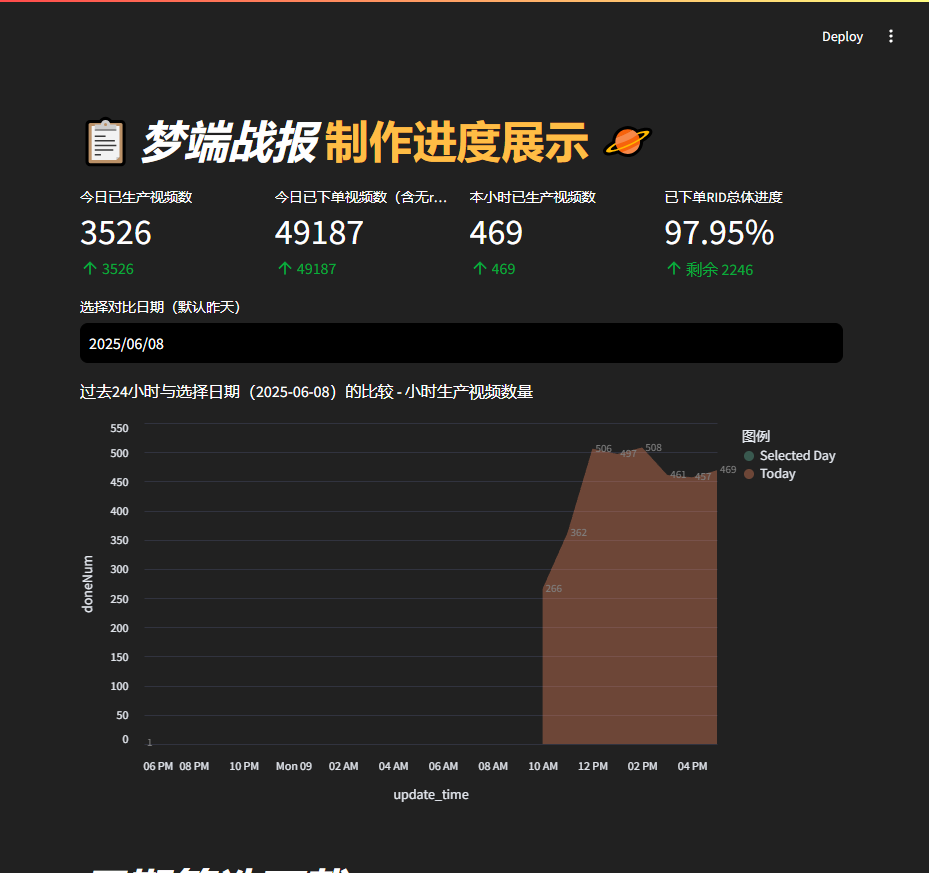 Deploy
梦端战报 制作进度展示
今日已生产视频数
3526
3526
今日已下单视频数（含无r...
49187
49187
本小时已生产视频数
469
469
已下单RID总体进度
97.95%
剩余 2246
选择对比日期（默认昨天）
2025/06/08
过去24小时与选择日期（2025-06-08）的比较 - 小时生产视频数量
550
500
450
400
350
300
250
200
150
100
50
0
doneNum
1
266
362
506
497
508
461
457
469
06 PM 08 PM 10 PM Mon 09 02 AM 04 AM 06 AM 08 AM 10 AM 12 PM 02 PM 04 PM
update_time
图例
Selected Day
Today